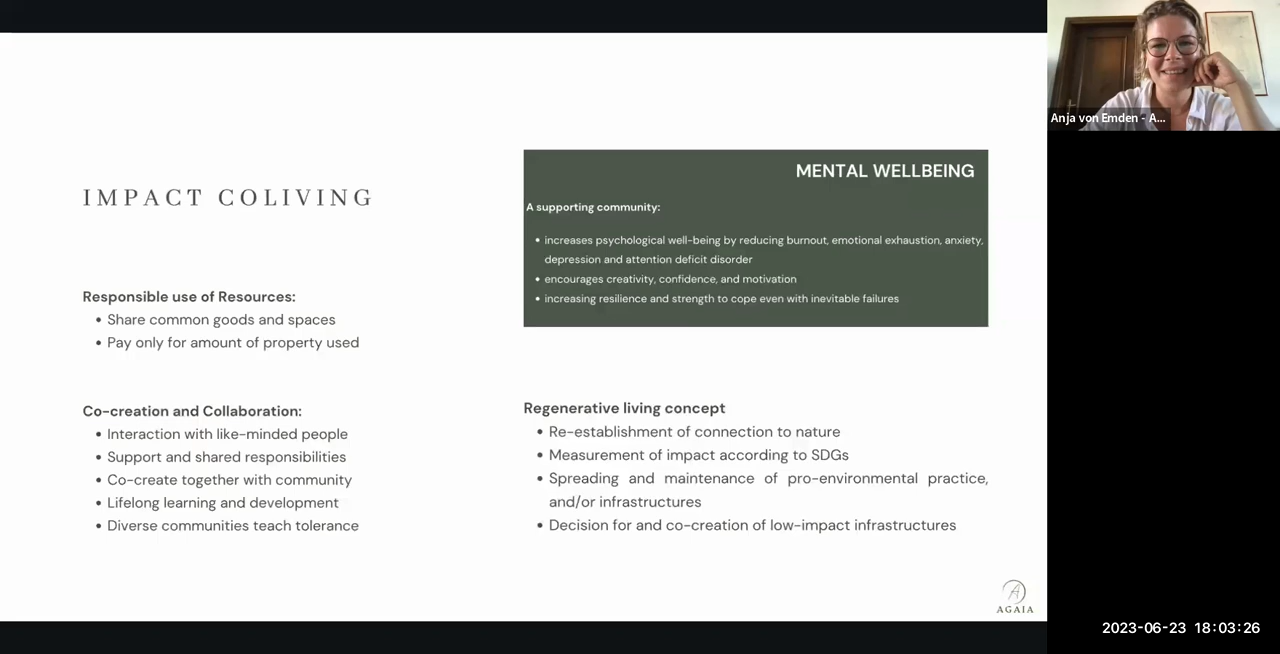 IMPACT COLIVING
Responsible use of Resources:
• Share common goods and spaces
• Pay only for amount of property used
Co-creation and Collaboration:
• Interaction with like-minded people
• Support and shared responsibilities
• Co-create together with community
• Lifelong learning and development
• Diverse communities teach tolerance
MENTAL WELLBEING
A supporting community:
• increases psychological well-being by reducing burnout, emotional exhaustion, anxiety,
depression and attention deficit disorder
• encourages creativity, confidence, and motivation
• increasing resilience and strength to cope even with inevitable failures
Regenerative living concept
• Re-establishment of connection to nature
• Measurement of impact according to SDGs
• Spreading and maintenance of pro-environmental practice,
and/or infrastructures
• Decision for and co-creation of low-impact infrastructures
A
AGAIA
Anja von Emden - A...
2023-06-23 18:03:26